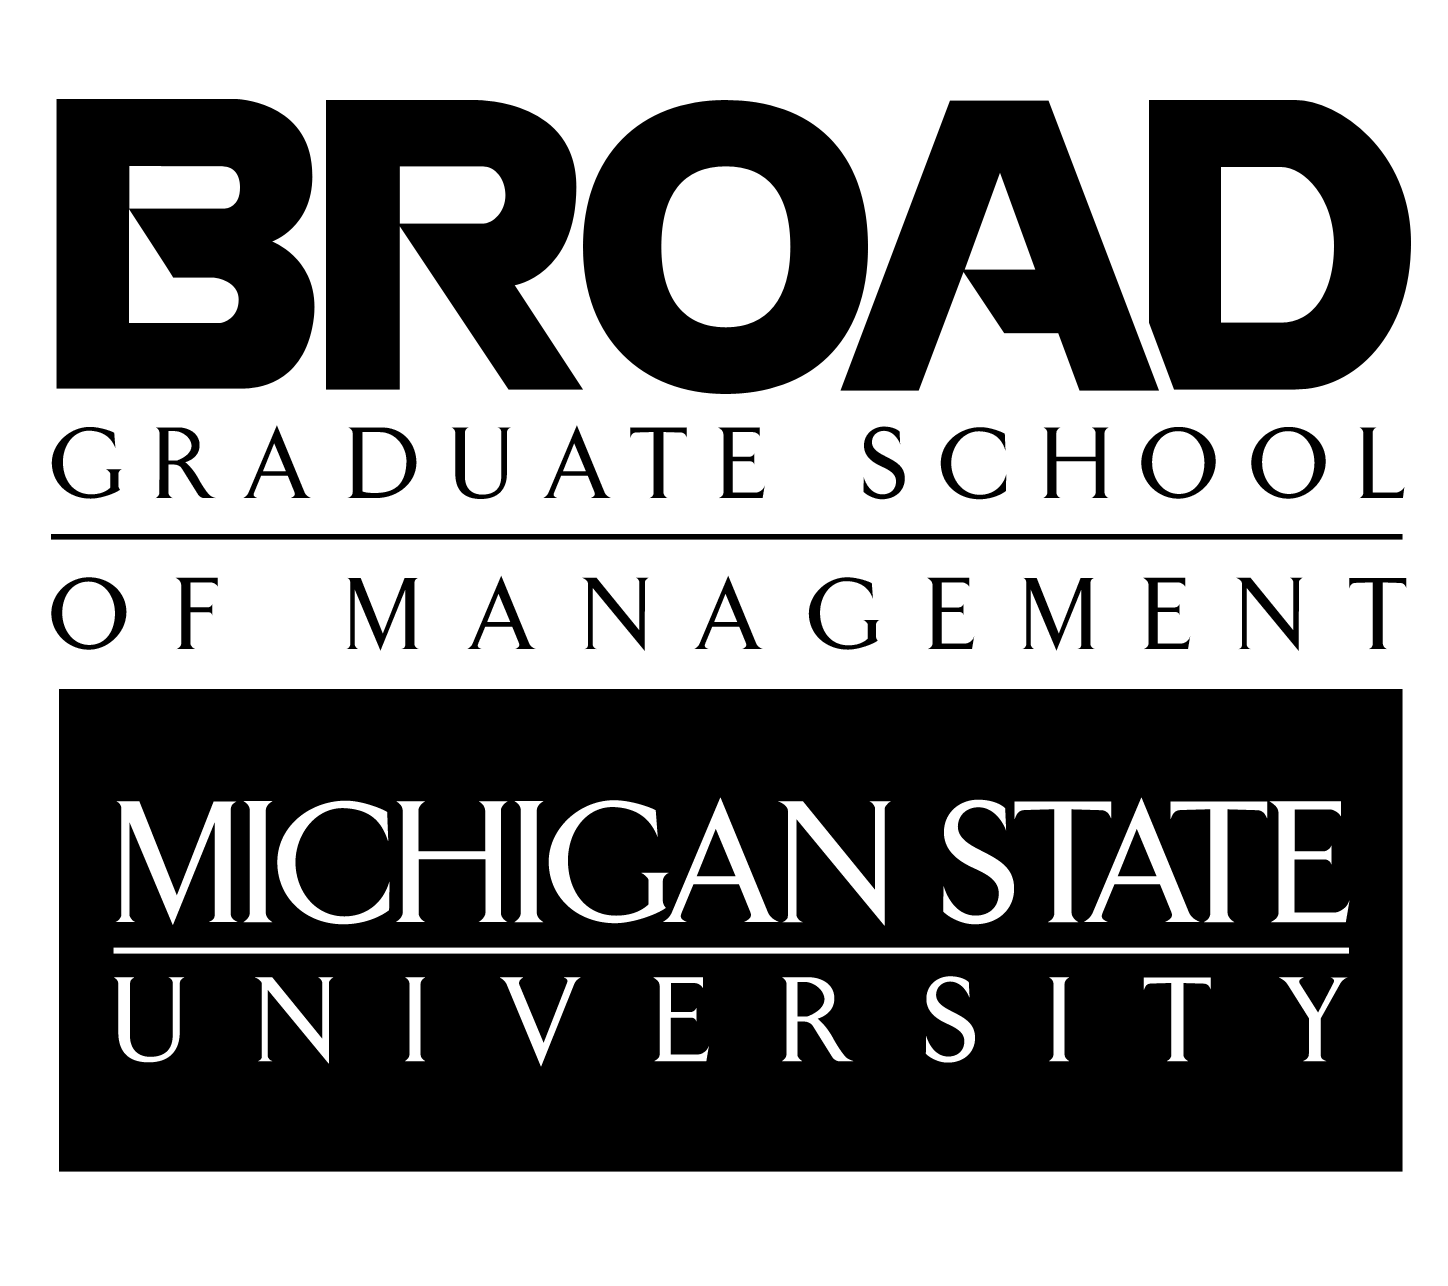 BROAD
GRADUATE SCHOOL
OF MANAGEMENT
MICHIGAN STATE
UNIVERSITY